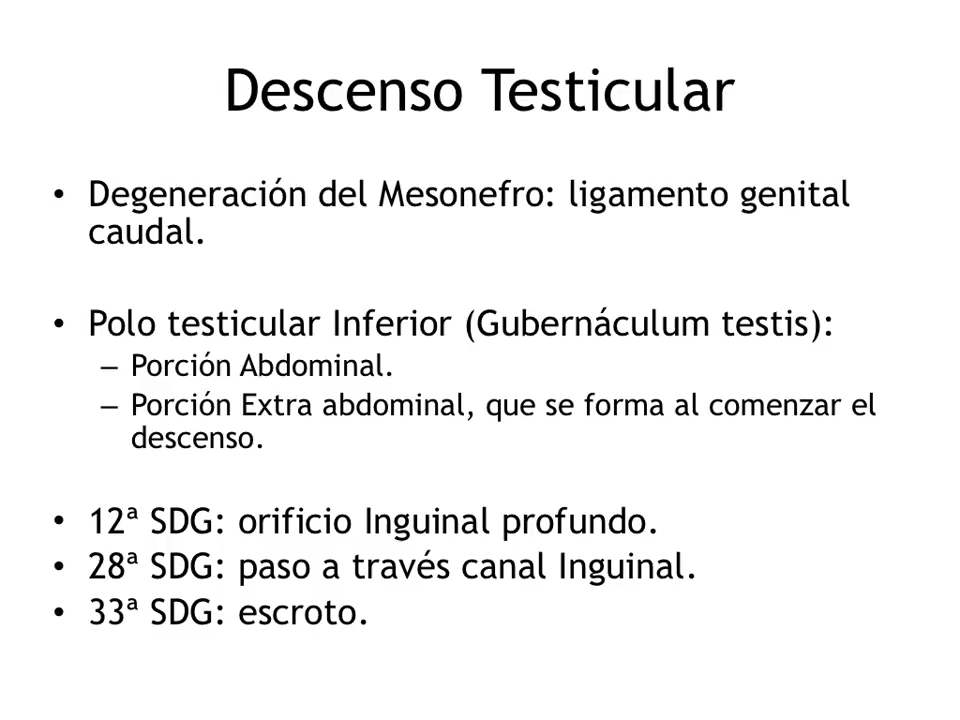 Descenso Testicular
• Degeneración del Mesonefro: ligamento genital
caudal.
• Polo testicular Inferior (Gubernáculum testis):
– Porción Abdominal.
– Porción Extra abdominal, que se forma al comenzar el
descenso.
• 12ª SDG: orificio Inguinal profundo.
• 28ª SDG: paso a través canal Inguinal.
• 33ª SDG: escroto.